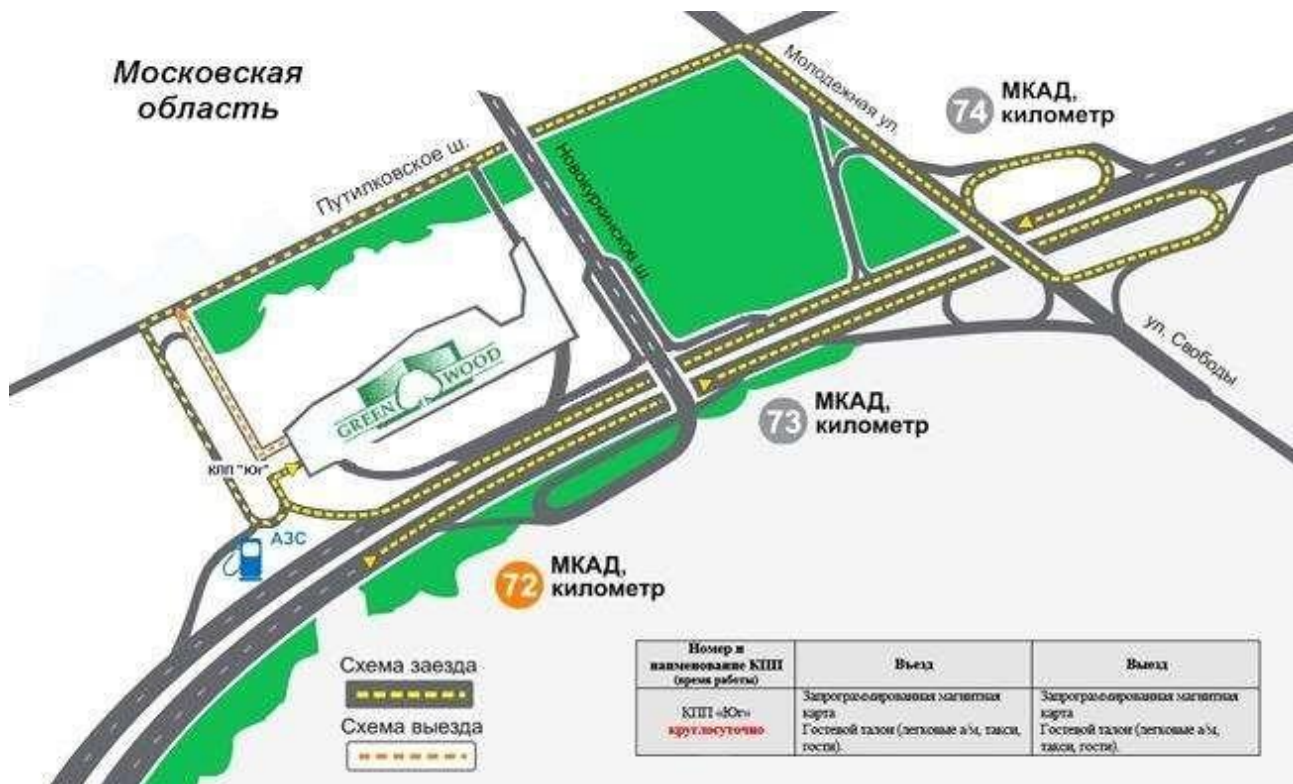 Московская
область
Молодежная ул.
74
МКАД,
километр
Путилковское ш.
Новокуркинское ш.
ул. Свободы
GREEN WOOD
73
МКАД,
километр
КПП "Юг"
АЗС
72
МКАД,
километр
Схема заезда
Схема выезда
Номер и
наименование КПП
(время работы)
Въезд
Выезд
КПП «Юг»
круглосуточно
Запрограммированная магнитная
карта
Гостевой талон (легковые а/м, такси,
гости).
Запрограммированная магнитная
карта
Гостевой талон (легковые а/м,
такси, гости).